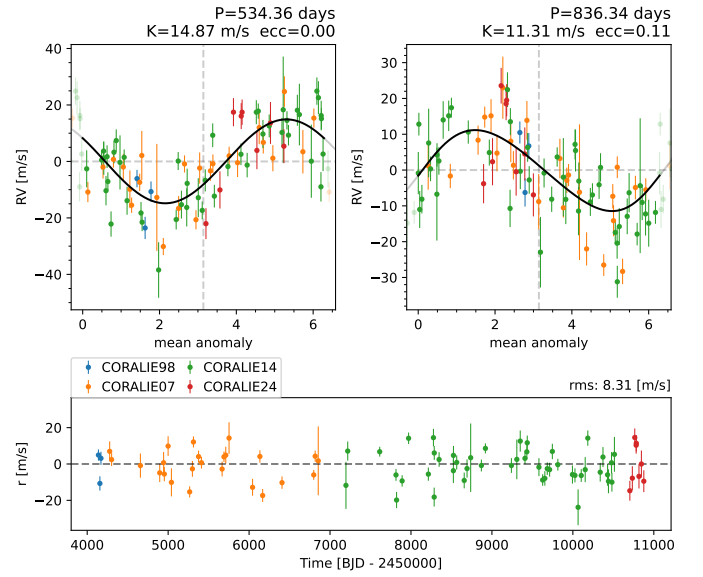 P=534.36 days
K=14.87 m/s ecc=0.00
P=836.34 days
K=11.31 m/s ecc=0.11
RV [m/s]
40
20
0
−20
−40
0
2
4
6
mean anomaly
RV [m/s]
30
20
10
0
−10
−20
−30
0
2
4
6
mean anomaly
CORALIE98
CORALIE07
CORALIE14
CORALIE24
rms: 8.31 [m/s]
r [m/s]
20
0
−20
4000
5000
6000
7000
8000
9000
10000
11000
Time [BJD - 2450000]